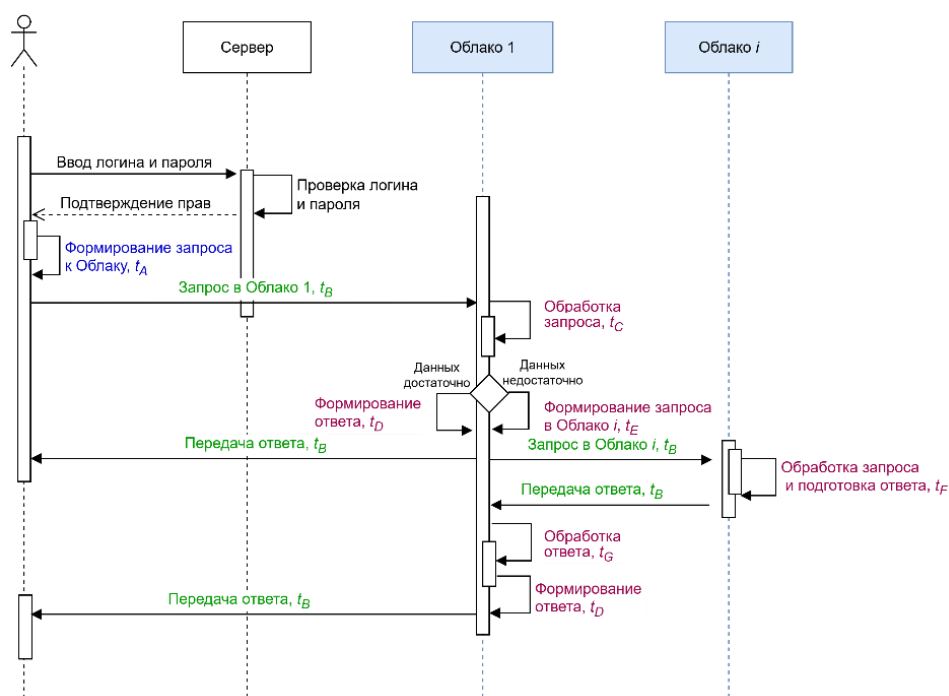 Сервер
Облако 1
Облако i
Ввод логина и пароля
Проверка логина
и пароля
Подтверждение прав
Формирование запроса
к Облаку, tA
Запрос в Облако 1, tB
Обработка
запроса, tC
Данных
достаточно
Данных
недостаточно
Формирование
ответа, tD
Формирование запроса
в Облако i, tE
Передача ответа, tB
Запрос в Облако i, tB
Обработка запроса
и подготовка ответа, tF
Передача ответа, tB
Обработка
ответа, tG
Передача ответа, tB
Формирование
ответа, tD